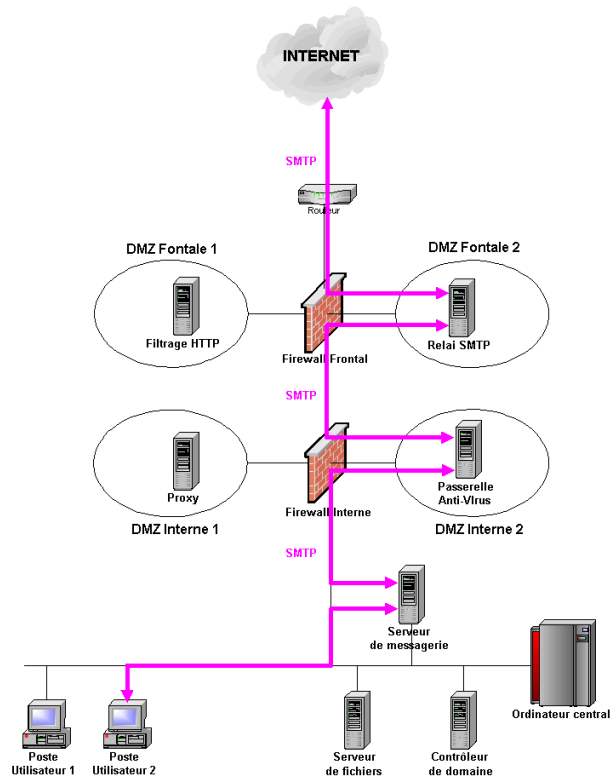 INTERNET
SMTP
Routeur
DMZ Fontale 1
DMZ Fontale 2
Filtrage HTTP
Firewall Frontal
Relai SMTP
SMTP
Proxy
Firewall Interne
Passerelle
Anti-VIrus
DMZ Interne 1
DMZ Interne 2
SMTP
Serveur
de messagerie
Ordinateur central
Poste
Utilisateur 1
Poste
Utilisateur 2
Serveur
de fichiers
Contrôleur
de domaine